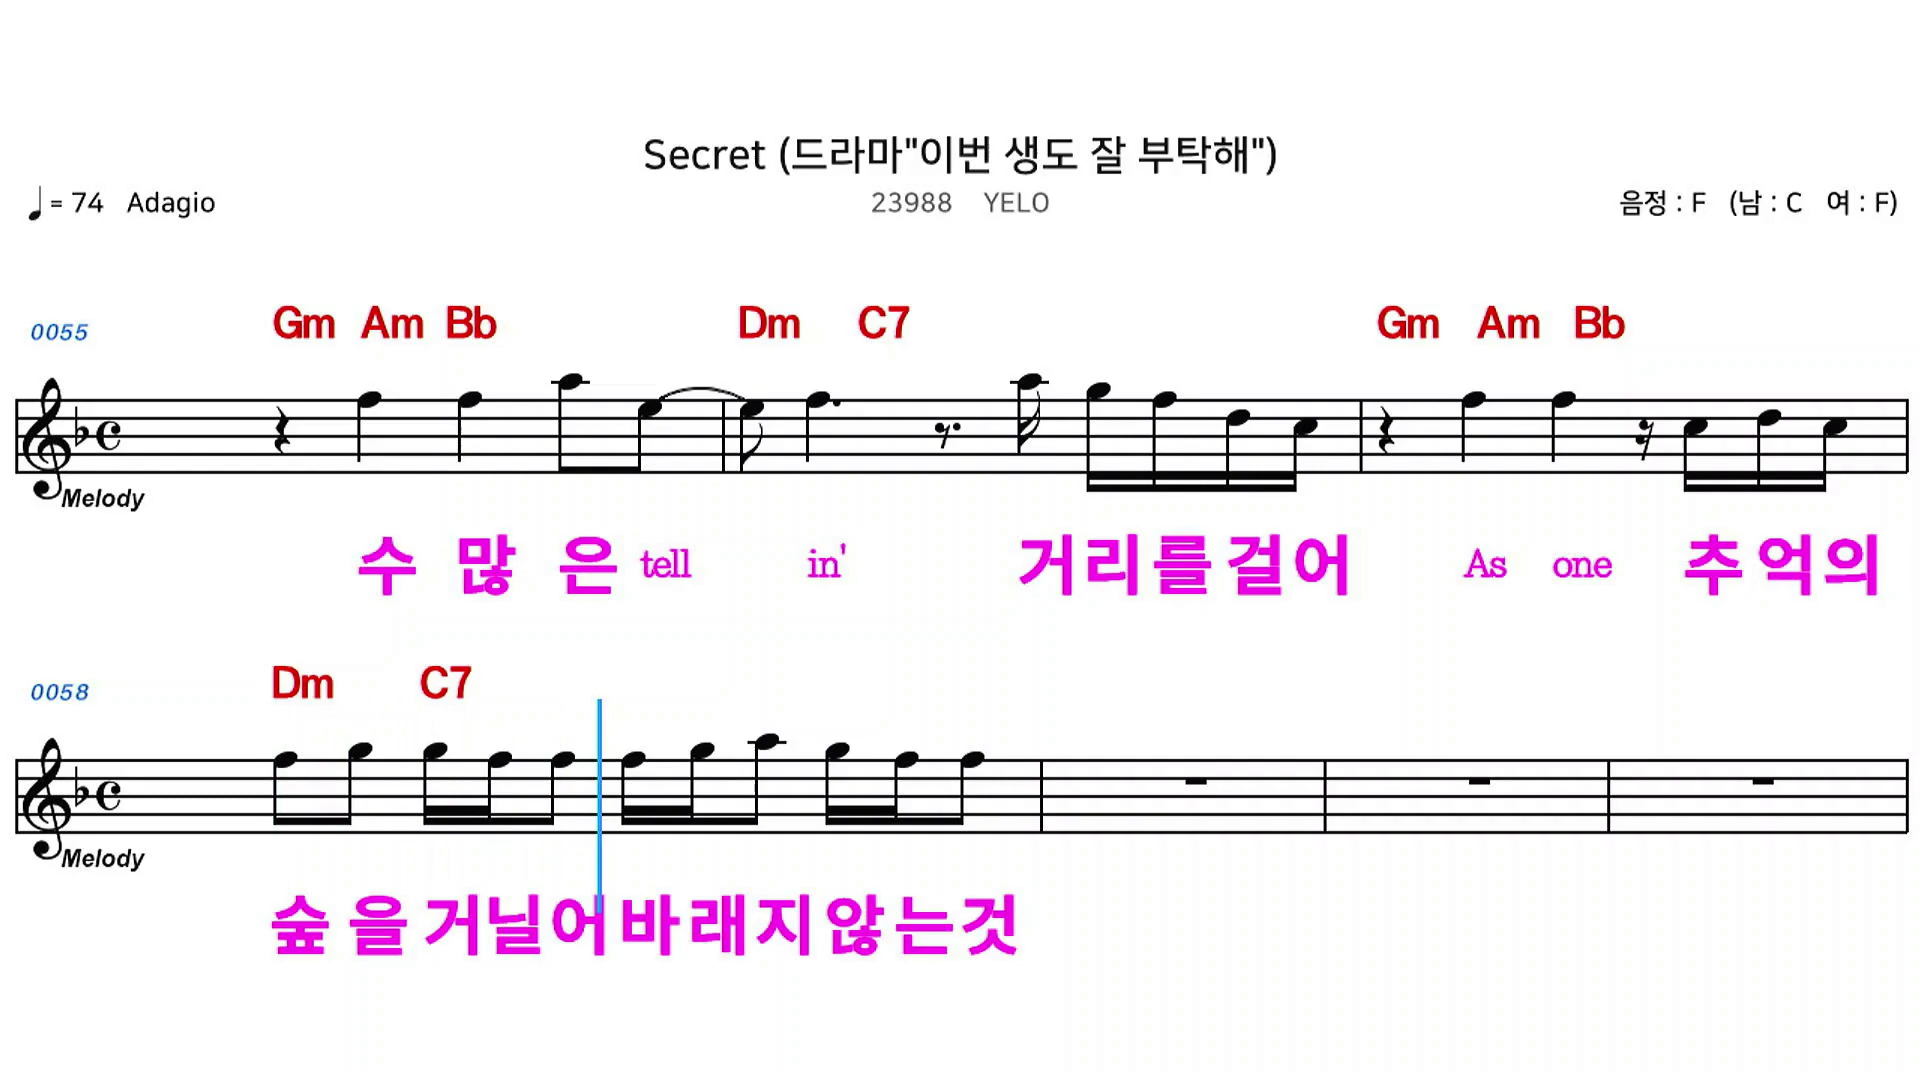 Secret (드라마"이번 생도 잘 부탁해")
♩= 74 Adagio
23988 YELO
음정 : F (남 : C 여 : F)
0055
Gm Am Bb Dm C7 Gm Am Bb
Melody
수 많 은 tell in' 거리를걸어 As one 추억의
0058
Dm C7
Melody
숲 을 거닐어바래지않는것